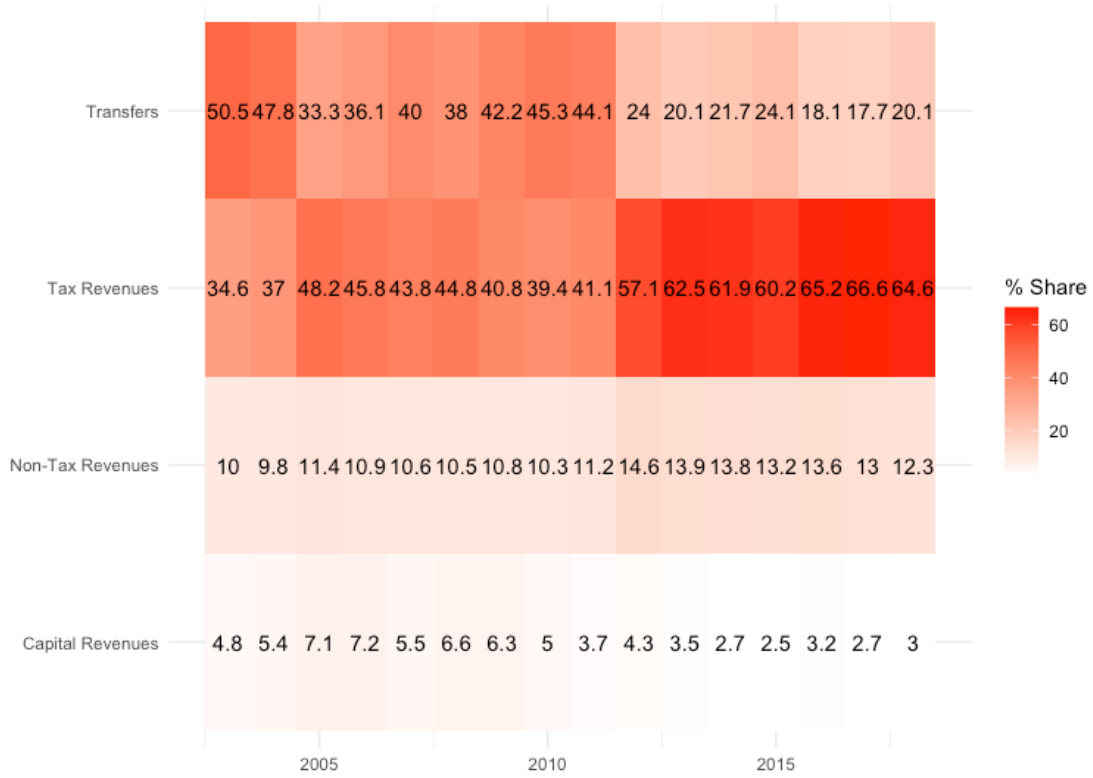 Transfers 50.5 47.8 33.3 36.1 40 38 42.2 45.3 44.1 24 20.1 21.7 24.1 18.1 17.7 20.1
Tax Revenues 34.6 37 48.2 45.8 43.8 44.8 40.8 39.4 41.1 57.1 62.5 61.9 60.2 65.2 66.6 64.6
Non-Tax Revenues 10 9.8 11.4 10.9 10.6 10.5 10.8 10.3 11.2 14.6 13.9 13.8 13.2 13.6 13 12.3
Capital Revenues 4.8 5.4 7.1 7.2 5.5 6.6 6.3 5 3.7 4.3 3.5 2.7 2.5 3.2 2.7 3
2005 2010 2015
% Share
60
40
20